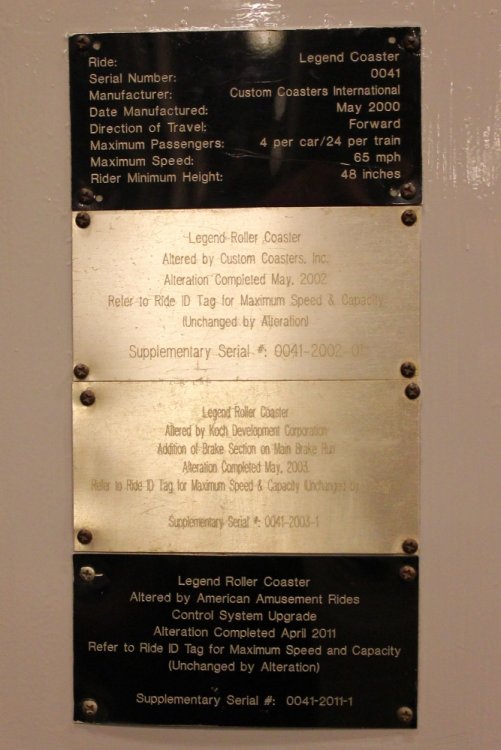 Ride: Legend Coaster
Serial Number: 0041
Manufacturer: Custom Coasters International
Date Manufactured: May 2000
Direction of Travel: Forward
Maximum Passengers: 4 per car/24 per train
Maximum Speed: 65 mph
Rider Minimum Height: 48 inches
Legend Roller Coaster
Altered by Custom Coasters, Inc.
Alteration Completed May, 2002
Refer to Ride ID Tag for Maximum Speed & Capacity
(Unchanged by Alteration)
Supplementary Serial #: 0041-2002-01
Legend Roller Coaster
Altered by Koch Development Corporation
Addition of Brake Section on Main Brake Run
Alteration Completed May, 2003
Refer to Ride ID Tag for Maximum Speed & Capacity (Unchanged by
Supplementary Serial #: 0041-2003-1
Legend Roller Coaster
Altered by American Amusement Rides
Control System Upgrade
Alteration Completed April 2011
Refer to Ride ID Tag for Maximum Speed and Capacity
(Unchanged by Alteration)
Supplementary Serial #: 0041-2011-1